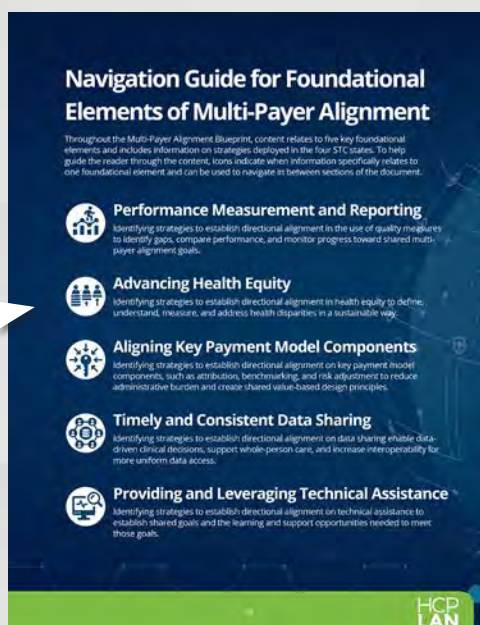 Navigation Guide for Foundational
Elements of Multi-Payer Alignment
Throughout the Multi-Payer Alignment Blueprint, content relates to five key foundational
elements and includes information on strategies deployed in the four STC states. To help
guide the reader through the content, icons indicate when information specifically relates to
one foundational element and can be used to navigate in between sections of the document.
Performance Measurement and Reporting
Identifying strategies to establish directional alignment in the use of quality measures
to identify gaps, compare performance, and monitor progress toward shared multi-
payer alignment goals.
Advancing Health Equity
Identifying strategies to establish directional alignment in health equity to define,
understand, measure, and address health disparities in a sustainable way.
Aligning Key Payment Model Components
Identifying strategies to establish directional alignment on key payment model
components, such as attribution, benchmarking, and risk adjustment to reduce
administrative burden and create shared value-based design principles.
Timely and Consistent Data Sharing
Identifying strategies to establish directional alignment on data sharing enable data-
driven clinical decisions, support whole-person care, and increase interoperability for
more uniform data access.
Providing and Leveraging Technical Assistance
Identifying strategies to establish directional alignment on technical assistance to
establish shared goals and the learning and support opportunities needed to meet
those goals.
HCP
LAN